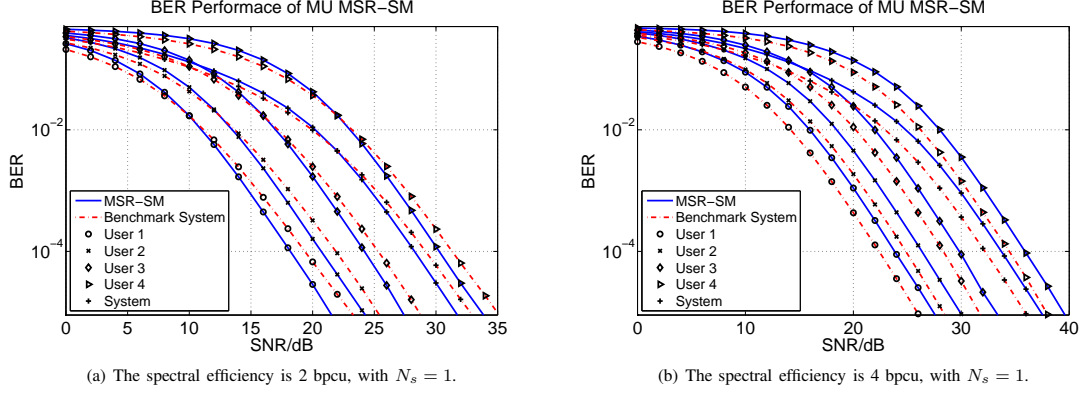 BER Performace of MU MSR−SM
BER
10−2
10−4
MSR−SM
Benchmark System
User 1
User 2
User 3
User 4
System
0 5 10 15 20 25 30 35
SNR/dB
(a) The spectral efficiency is 2 bpcu, with Ns = 1.
BER Performace of MU MSR−SM
BER
10−2
10−4
MSR−SM
Benchmark System
User 1
User 2
User 3
User 4
System
0 10 20 30 40
SNR/dB
(b) The spectral efficiency is 4 bpcu, with Ns = 1.